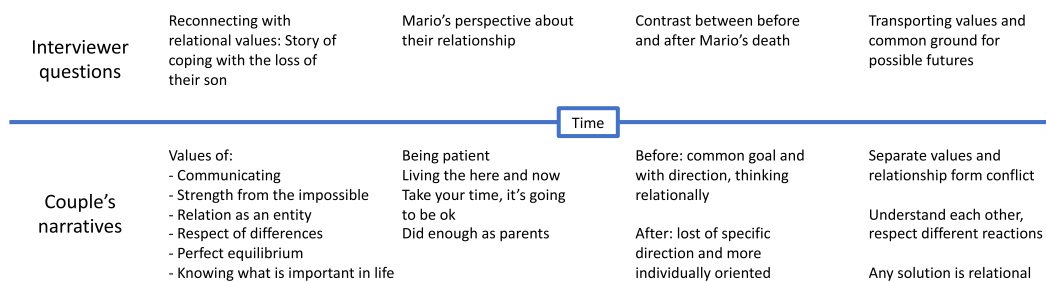 Interviewer
questions
Reconnecting with
relational values: Story of
coping with the loss of
their son
Mario's perspective about
their relationship
Contrast between before
and after Mario's death
Transporting values and
common ground for
possible futures
Time
Couple's
narratives
Values of:
- Communicating
- Strength from the impossible
- Relation as an entity
- Respect of differences
- Perfect equilibrium
- Knowing what is important in life
Being patient
Living the here and now
Take your time, it's going
to be ok
Did enough as parents
Before: common goal and
with direction, thinking
relationally
After: lost of specific
direction and more
individually oriented
Separate values and
relationship form conflict
Understand each other,
respect different reactions
Any solution is relational